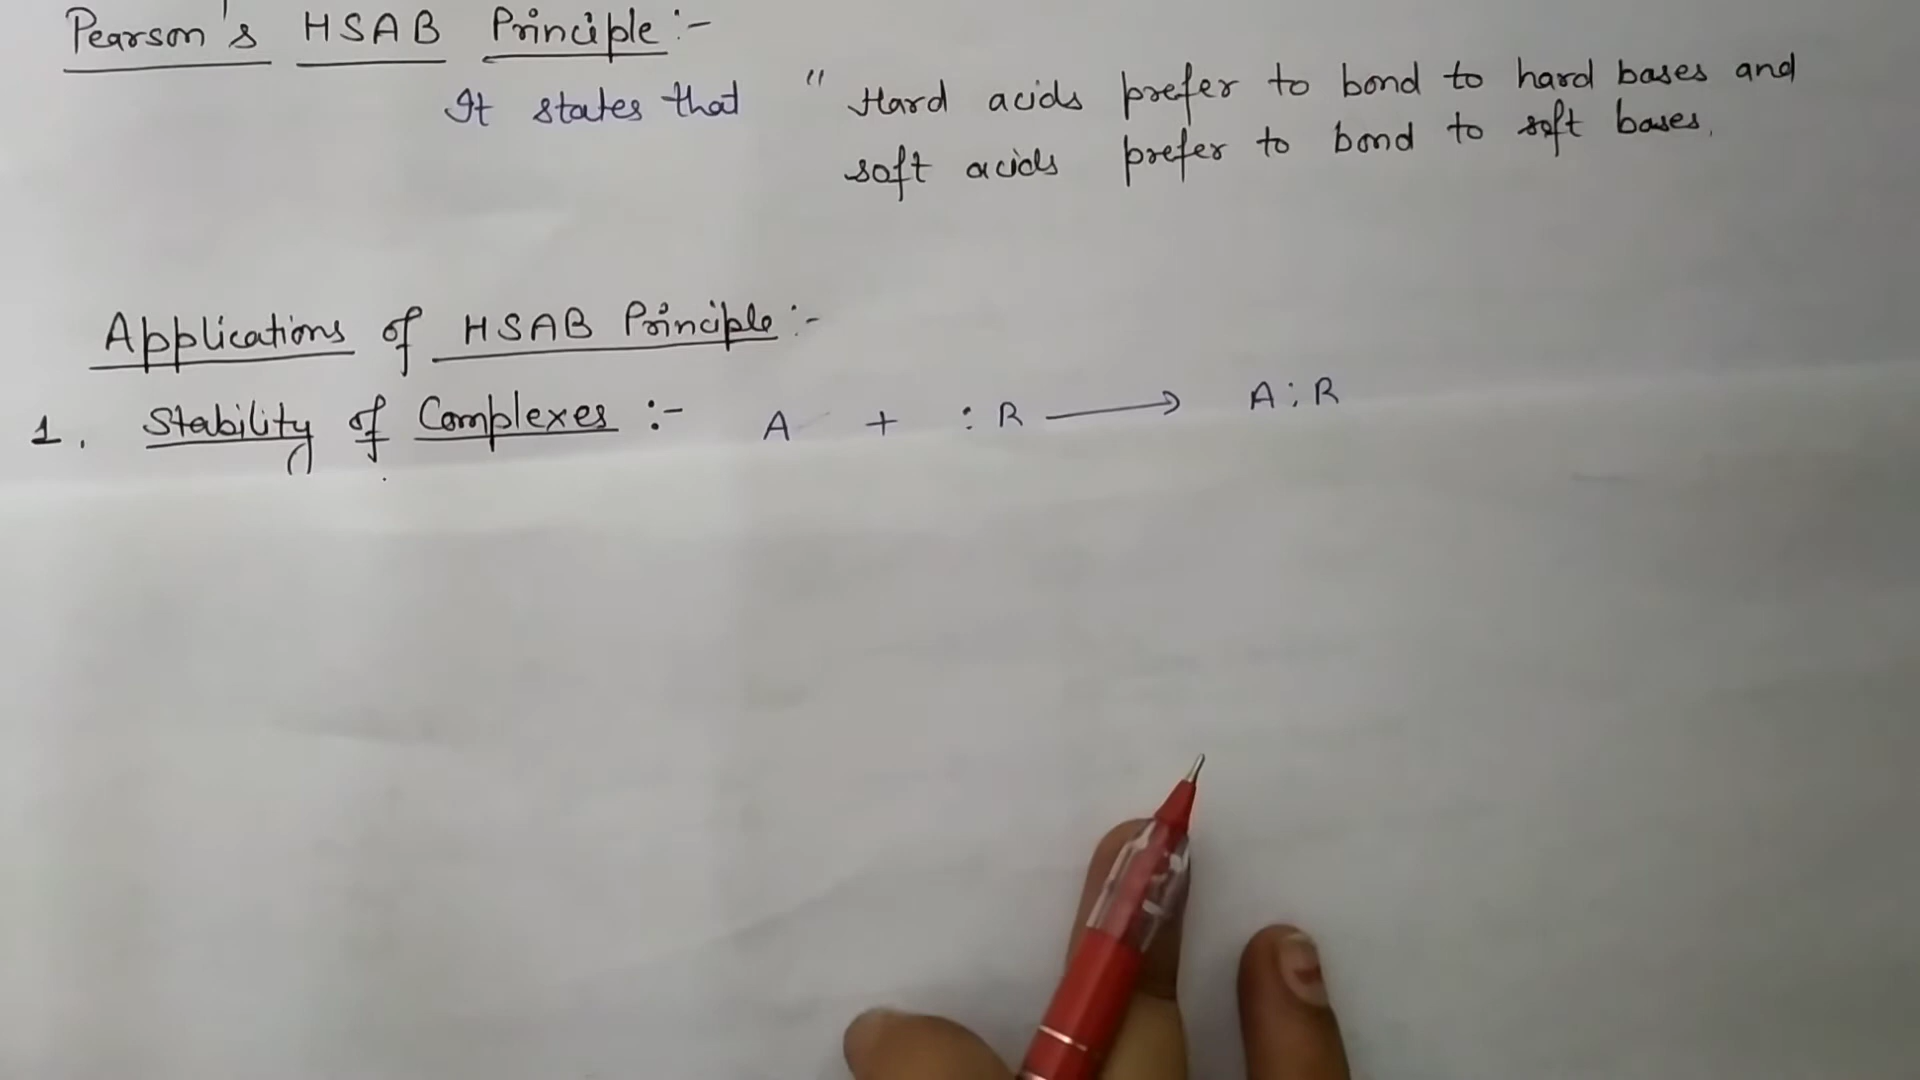 Pearson's HSAB Principle :-
It states that " Hard acids prefer to bond to hard bases and
soft acids prefer to bond to soft bases.
Applications of HSAB Principle :-
1. Stability of Complexes :- A + :R ⟶ A:R